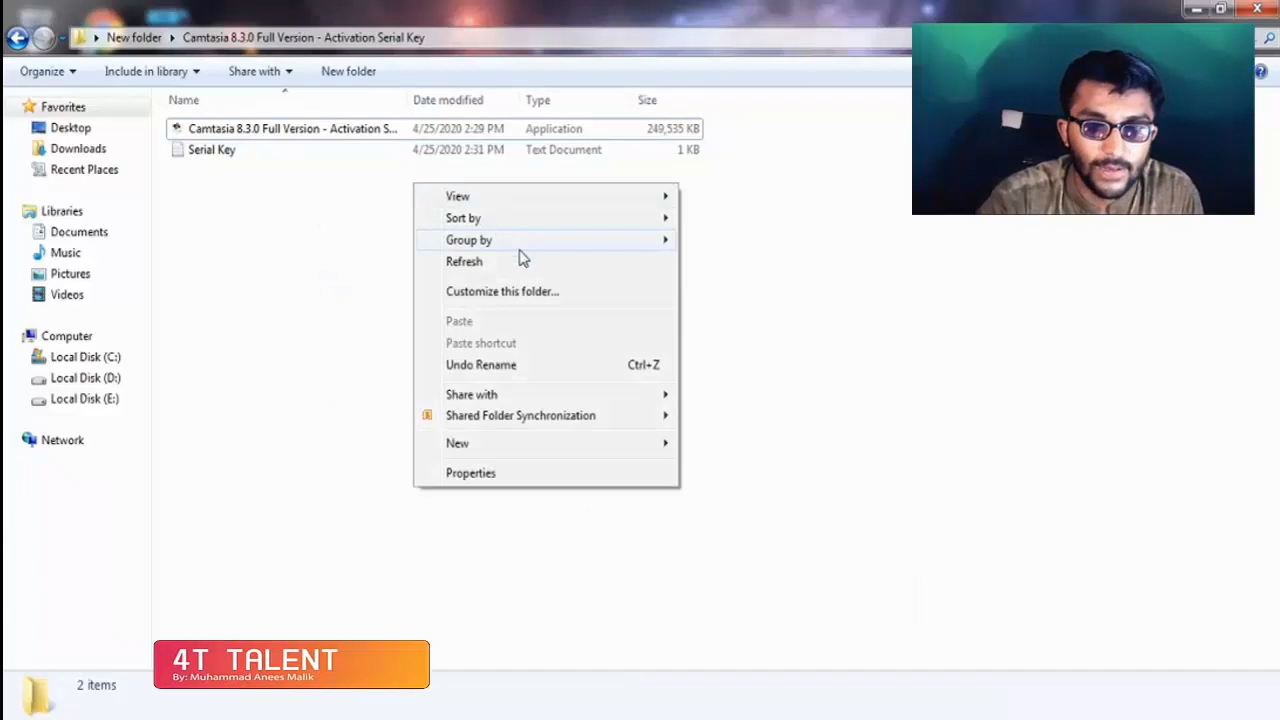 New folder
Camtasia 8.3.0 Full Version - Activation Serial Key
Organize
Include in library
Share with
New folder
Favorites
Desktop
Downloads
Recent Places
Libraries
Documents
Music
Pictures
Videos
Computer
Local Disk (C:)
Local Disk (D:)
Local Disk (E:)
Network
Name
Date modified
Type
Size
Camtasia 8.3.0 Full Version - Activation S...
4/25/2020 2:29 PM
Application
249,535 KB
Serial Key
4/25/2020 2:31 PM
Text Document
1 KB
View
Sort by
Group by
Refresh
Customize this folder...
Paste
Paste shortcut
Undo Rename Ctrl+Z
Share with
Shared Folder Synchronization
New
Properties
4T TALENT
By: Muhammad Anees Malik
2 items